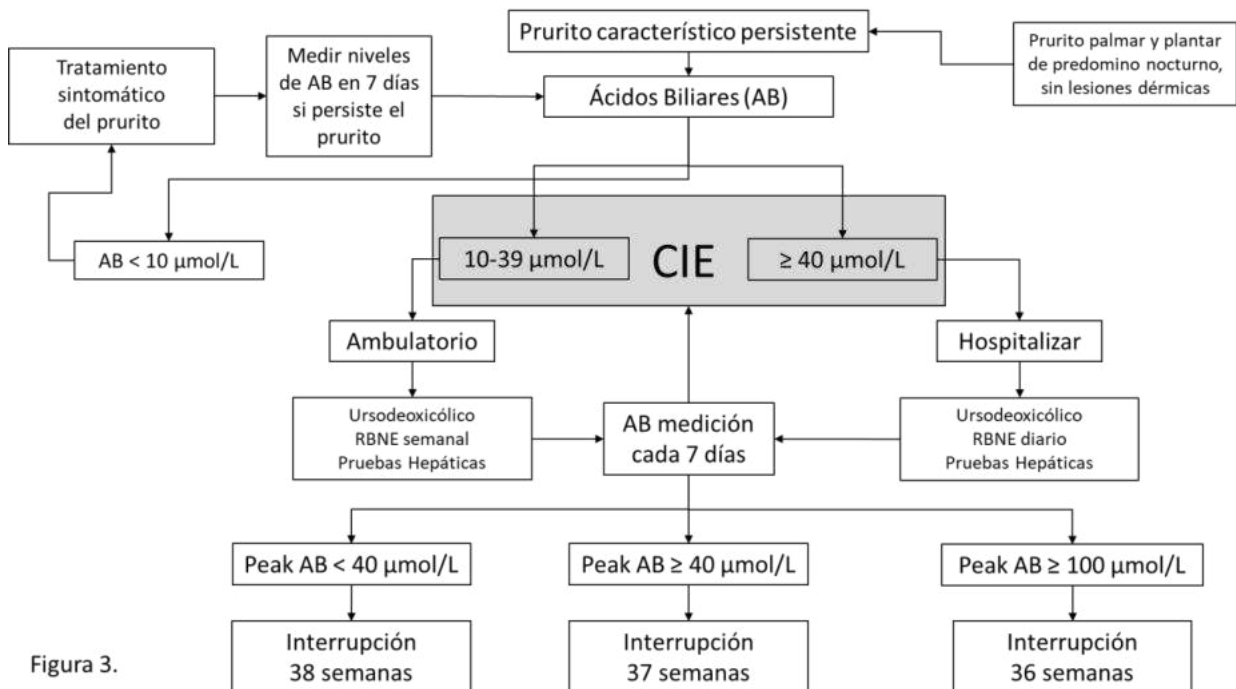 Prurito característico persistente
Prurito palmar y plantar
de predomino nocturno,
sin lesiones dérmicas
Tratamiento
sintomático
del prurito
Medir niveles
de AB en 7 días
si persiste el
prurito
Ácidos Biliares (AB)
AB < 10 µmol/L
10-39 µmol/L
CIE
≥ 40 µmol/L
Ambulatorio
Hospitalizar
Ursodeoxicólico
RBNE semanal
Pruebas Hepáticas
AB medición
cada 7 días
Ursodeoxicólico
RBNE diario
Pruebas Hepáticas
Peak AB < 40 µmol/L
Peak AB ≥ 40 µmol/L
Peak AB ≥ 100 µmol/L
Interrupción
38 semanas
Interrupción
37 semanas
Interrupción
36 semanas
Figura 3.